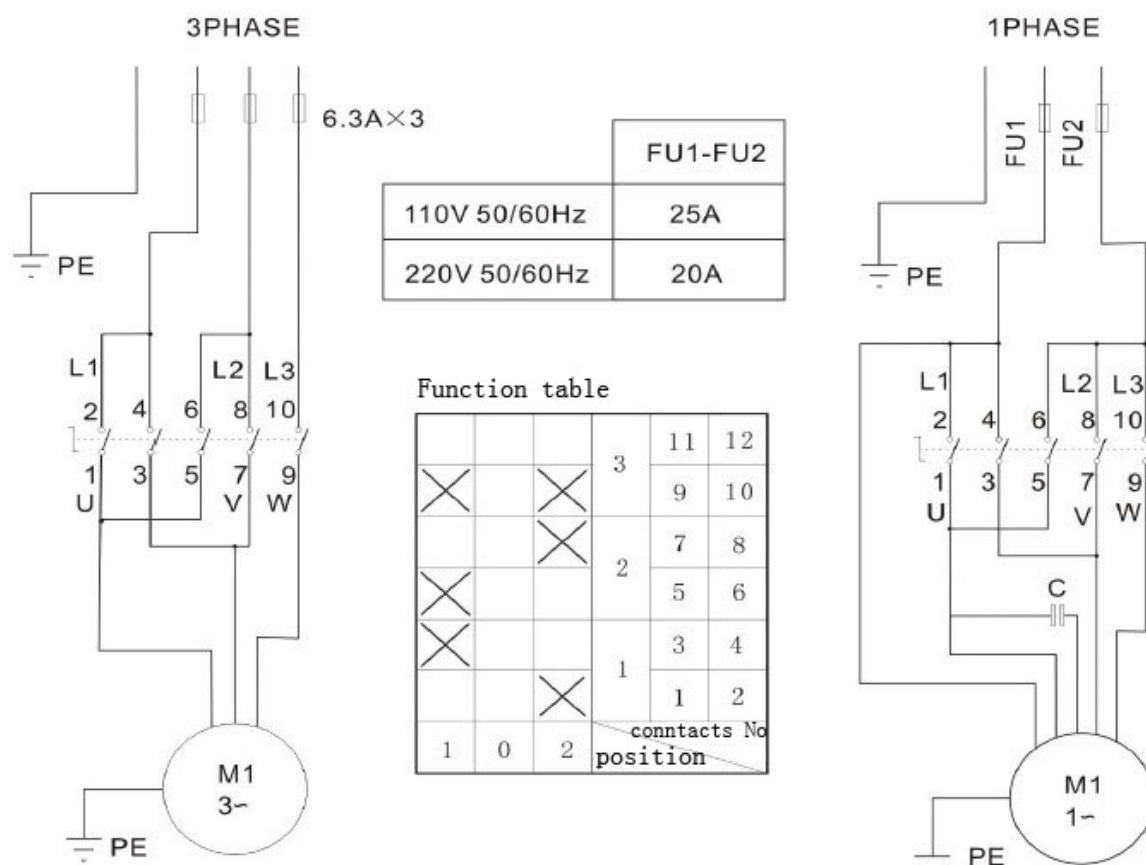 3PHASE
6.3A×3
PE
L1 L2 L3
2 4 6 8 10
1 3 5 7 9
U V W
M1
3~
PE
FU1-FU2
110V 50/60Hz 25A
220V 50/60Hz 20A
Function table
3 11 12
9 10
2 7 8
5 6
1 3 4
1 2
conntacts No
1 0 2 position
1PHASE
FU1 FU2
PE
L1 L2 L3
2 4 6 8 10
1 3 5 7 9
U V W
C
M1
1~
PE